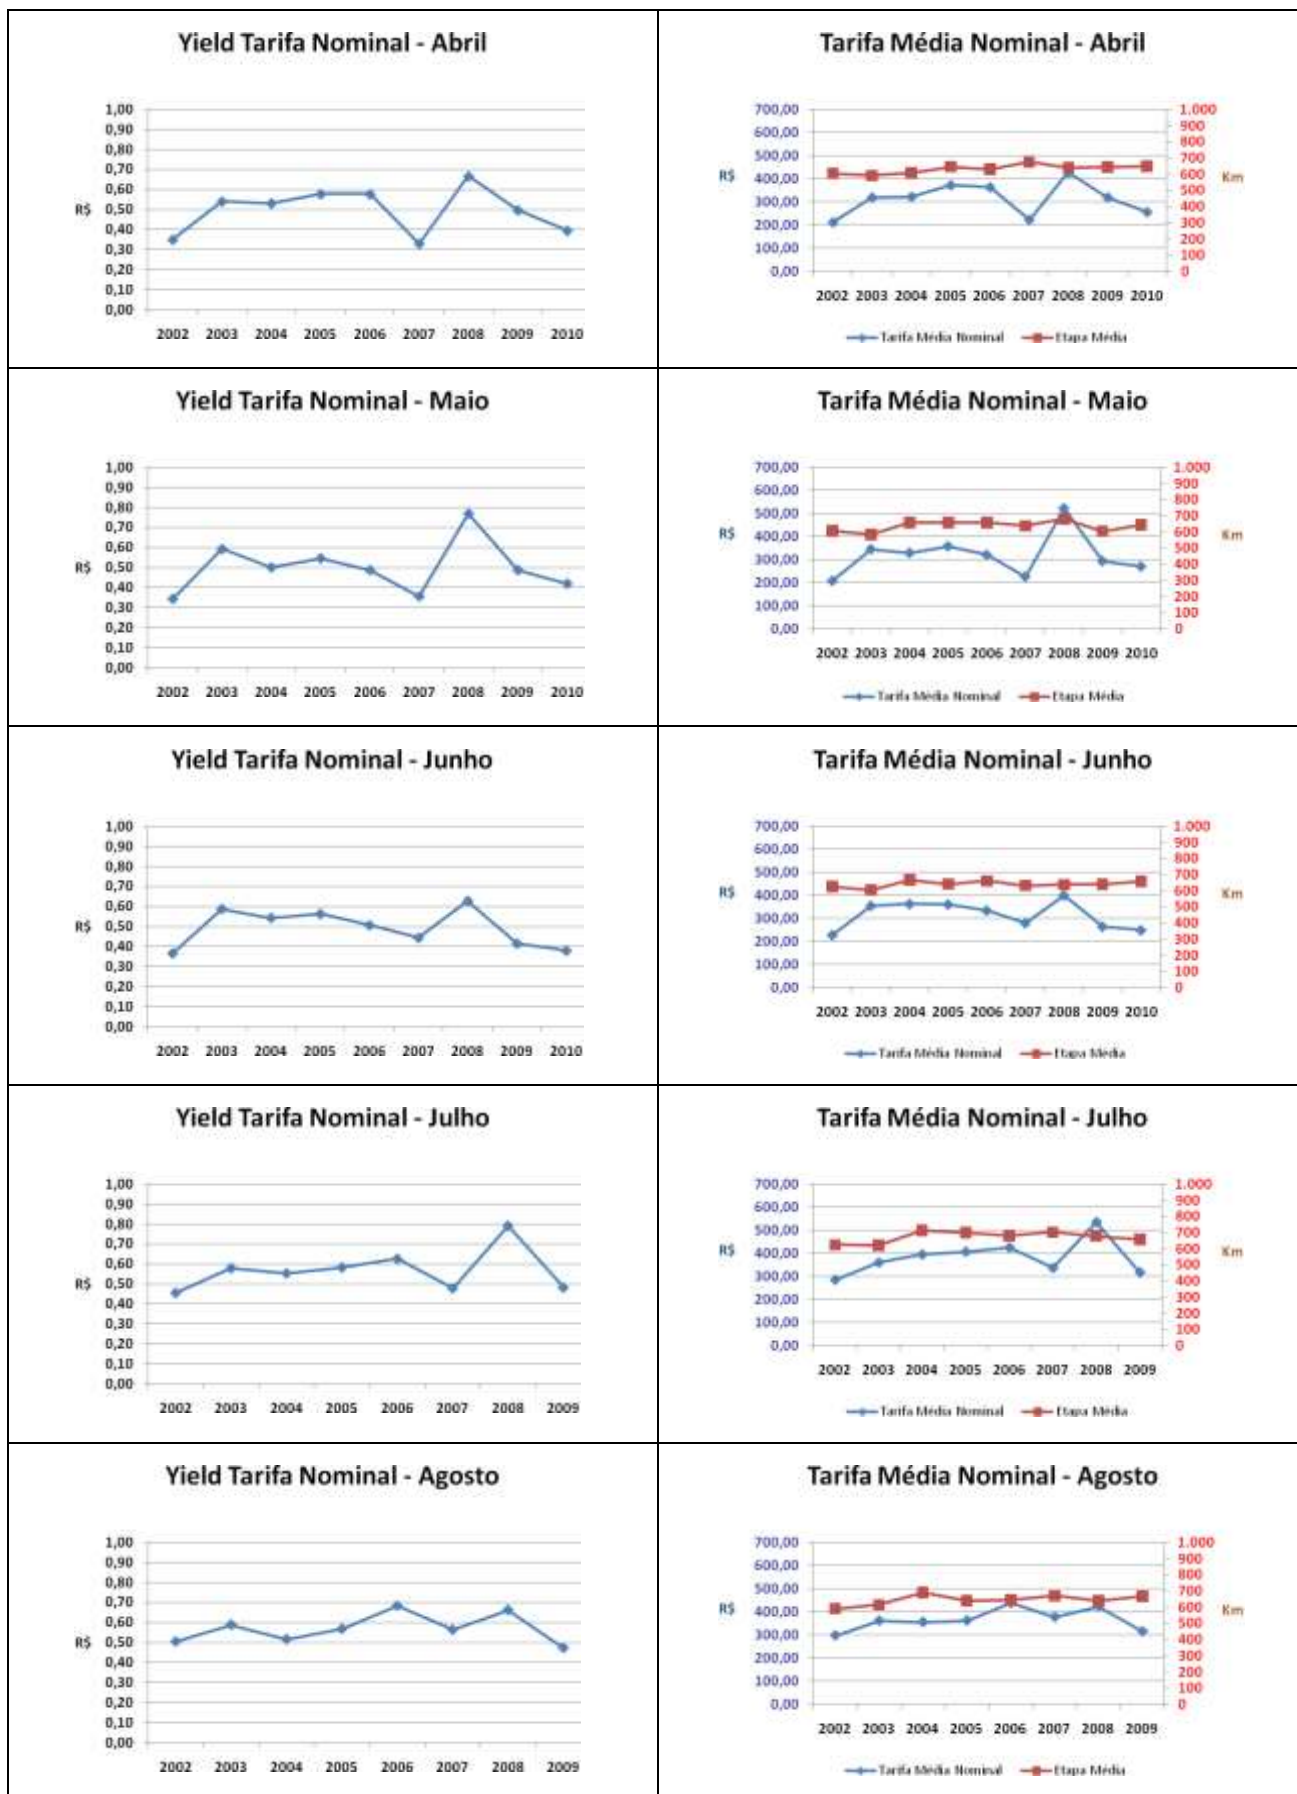 Yield Tarifa Nominal - Abril
1,00
0,90
0,80
0,70
0,60
R$ 0,50
0,40
0,30
0,20
0,10
0,00
2002 2003 2004 2005 2006 2007 2008 2009 2010
Tarifa Média Nominal - Abril
700,00 1.000
600,00 900
500,00 800
R$ 400,00 700 Km
300,00 600
200,00 500
100,00 400
0,00 300
200
100
0
2002 2003 2004 2005 2006 2007 2008 2009 2010
Tarifa Média Nominal Etapa Média
Yield Tarifa Nominal - Maio
1,00
0,90
0,80
0,70
0,60
R$ 0,50
0,40
0,30
0,20
0,10
0,00
2002 2003 2004 2005 2006 2007 2008 2009 2010
Tarifa Média Nominal - Maio
700,00 1.000
600,00 900
500,00 800
R$ 400,00 700 Km
300,00 600
200,00 500
100,00 400
0,00 300
200
100
0
2002 2003 2004 2005 2006 2007 2008 2009 2010
Tarifa Média Nominal Etapa Média
Yield Tarifa Nominal - Junho
1,00
0,90
0,80
0,70
0,60
R$ 0,50
0,40
0,30
0,20
0,10
0,00
2002 2003 2004 2005 2006 2007 2008 2009 2010
Tarifa Média Nominal - Junho
700,00 1.000
600,00 900
500,00 800
R$ 400,00 700 Km
300,00 600
200,00 500
100,00 400
0,00 300
200
100
0
2002 2003 2004 2005 2006 2007 2008 2009 2010
Tarifa Média Nominal Etapa Média
Yield Tarifa Nominal - Julho
1,00
0,90
0,80
0,70
0,60
R$ 0,50
0,40
0,30
0,20
0,10
0,00
2002 2003 2004 2005 2006 2007 2008 2009
Tarifa Média Nominal - Julho
700,00 1.000
600,00 900
500,00 800
R$ 400,00 700 Km
300,00 600
200,00 500
100,00 400
0,00 300
200
100
0
2002 2003 2004 2005 2006 2007 2008 2009
Tarifa Média Nominal Etapa Média
Yield Tarifa Nominal - Agosto
1,00
0,90
0,80
0,70
0,60
R$ 0,50
0,40
0,30
0,20
0,10
0,00
2002 2003 2004 2005 2006 2007 2008 2009
Tarifa Média Nominal - Agosto
700,00 1.000
600,00 900
500,00 800
R$ 400,00 700 Km
300,00 600
200,00 500
100,00 400
0,00 300
200
100
0
2002 2003 2004 2005 2006 2007 2008 2009
Tarifa Média Nominal Etapa Média